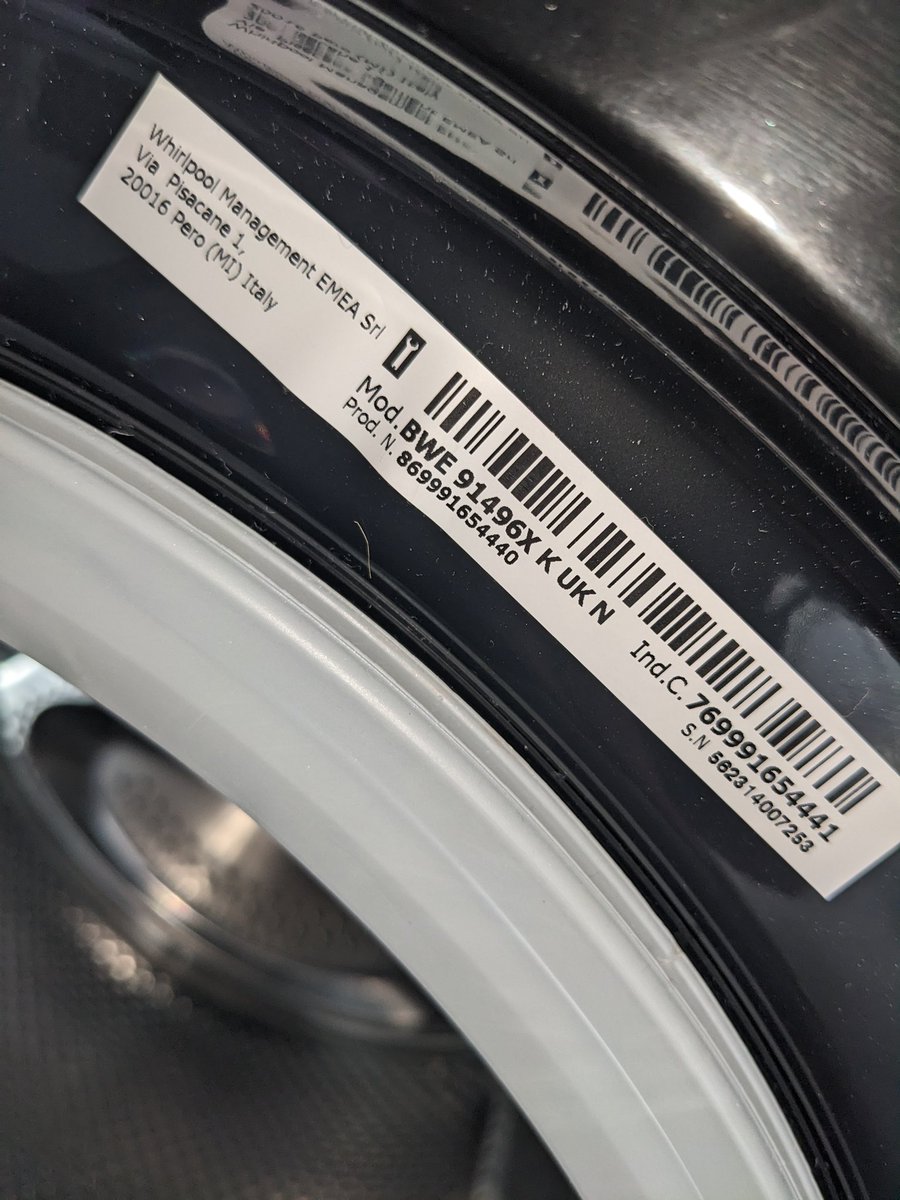 Whirlpool Management EMEA Srl
Via Pisacane 1,
20016 Pero (MI) Italy
Mod. BWE 91496X K UK N
Prod. N. 869991654440
Ind.C. 769991654441
S.N 562314007253